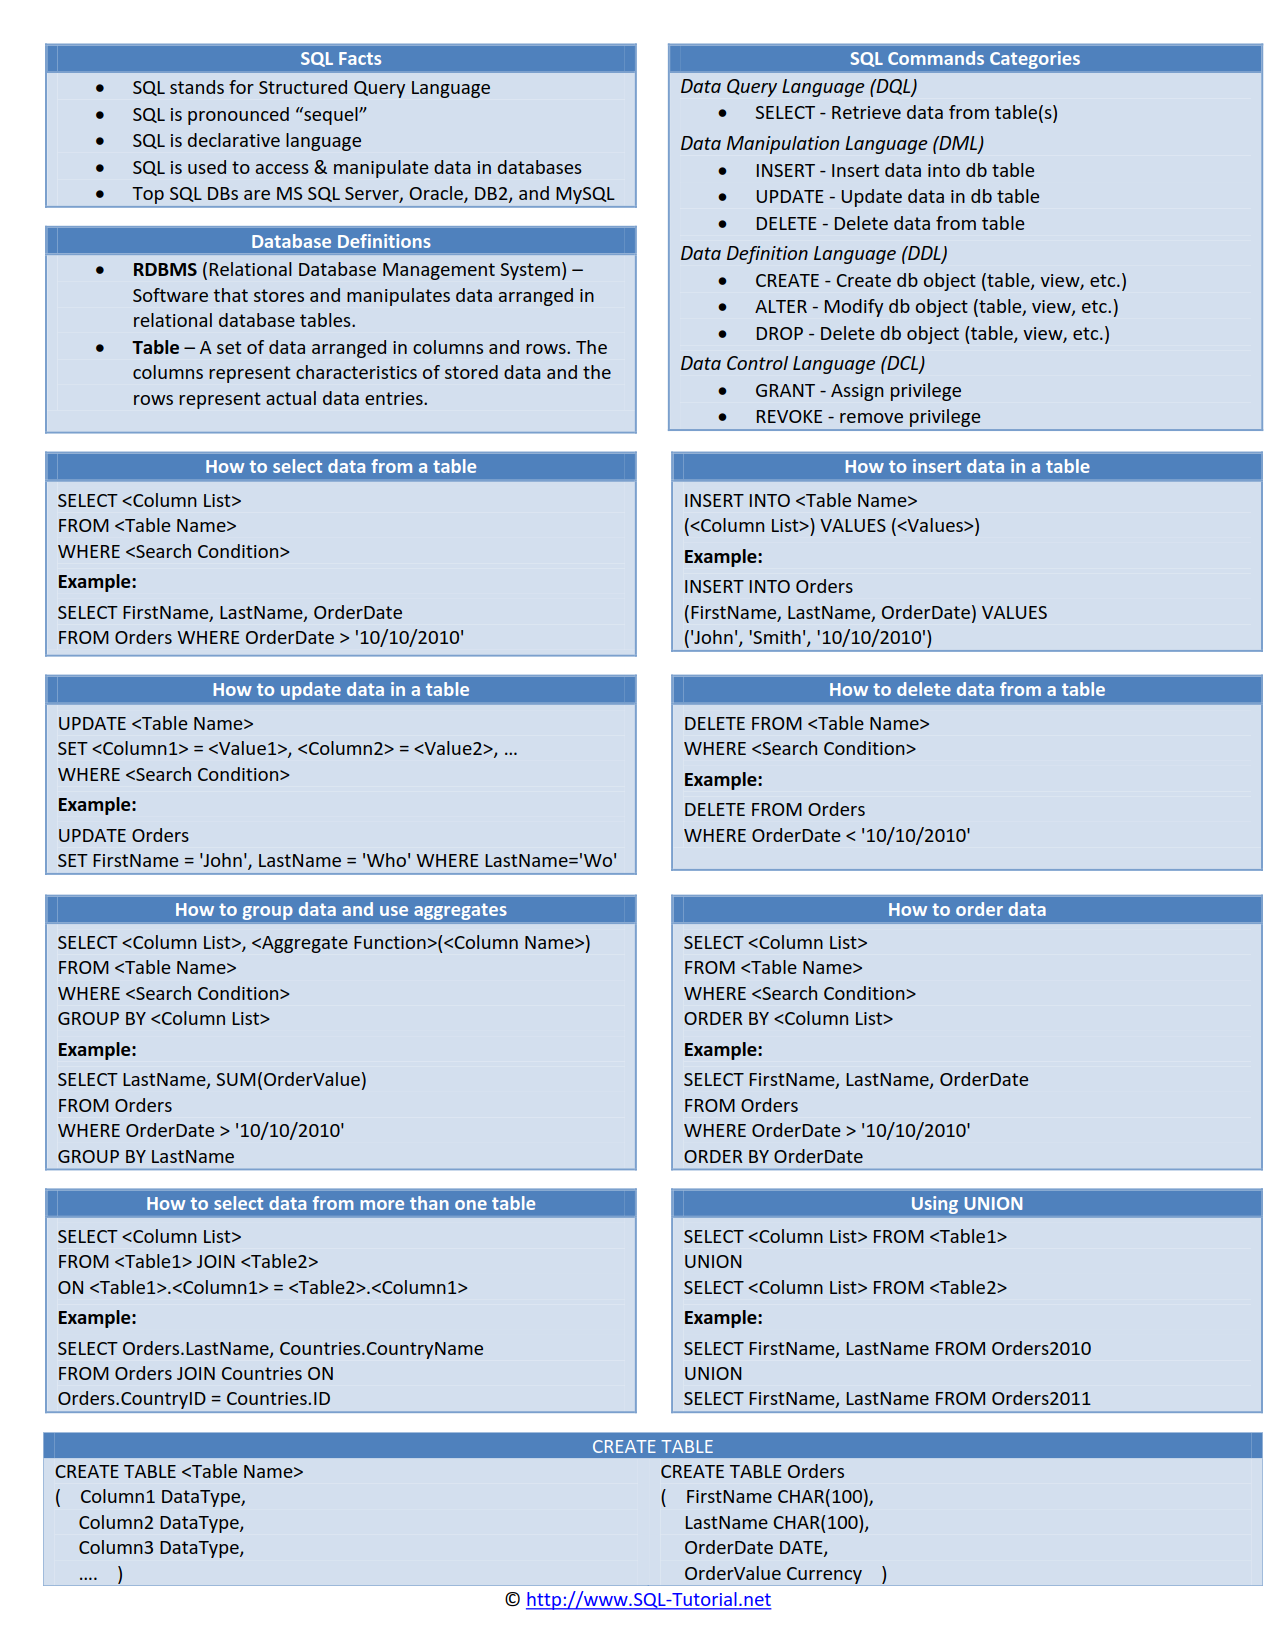 SQL Facts
• SQL stands for Structured Query Language
• SQL is pronounced “sequel”
• SQL is declarative language
• SQL is used to access & manipulate data in databases
• Top SQL DBs are MS SQL Server, Oracle, DB2, and MySQL
Database Definitions
• RDBMS (Relational Database Management System) –
Software that stores and manipulates data arranged in
relational database tables.
• Table – A set of data arranged in columns and rows. The
columns represent characteristics of stored data and the
rows represent actual data entries.
SQL Commands Categories
Data Query Language (DQL)
• SELECT - Retrieve data from table(s)
Data Manipulation Language (DML)
• INSERT - Insert data into db table
• UPDATE - Update data in db table
• DELETE - Delete data from table
Data Definition Language (DDL)
• CREATE - Create db object (table, view, etc.)
• ALTER - Modify db object (table, view, etc.)
• DROP - Delete db object (table, view, etc.)
Data Control Language (DCL)
• GRANT - Assign privilege
• REVOKE - remove privilege
How to select data from a table
SELECT <Column List>
FROM <Table Name>
WHERE <Search Condition>
Example:
SELECT FirstName, LastName, OrderDate
FROM Orders WHERE OrderDate > '10/10/2010'
How to insert data in a table
INSERT INTO <Table Name>
(<Column List>) VALUES (<Values>)
Example:
INSERT INTO Orders
(FirstName, LastName, OrderDate) VALUES
('John', 'Smith', '10/10/2010')
How to update data in a table
UPDATE <Table Name>
SET <Column1> = <Value1>, <Column2> = <Value2>, …
WHERE <Search Condition>
Example:
UPDATE Orders
SET FirstName = 'John', LastName = 'Who' WHERE LastName='Wo'
How to delete data from a table
DELETE FROM <Table Name>
WHERE <Search Condition>
Example:
DELETE FROM Orders
WHERE OrderDate < '10/10/2010'
How to group data and use aggregates
SELECT <Column List>, <Aggregate Function>(<Column Name>)
FROM <Table Name>
WHERE <Search Condition>
GROUP BY <Column List>
Example:
SELECT LastName, SUM(OrderValue)
FROM Orders
WHERE OrderDate > '10/10/2010'
GROUP BY LastName
How to order data
SELECT <Column List>
FROM <Table Name>
WHERE <Search Condition>
ORDER BY <Column List>
Example:
SELECT FirstName, LastName, OrderDate
FROM Orders
WHERE OrderDate > '10/10/2010'
ORDER BY OrderDate
How to select data from more than one table
SELECT <Column List>
FROM <Table1> JOIN <Table2>
ON <Table1>.<Column1> = <Table2>.<Column1>
Example:
SELECT Orders.LastName, Countries.CountryName
FROM Orders JOIN Countries ON
Orders.CountryID = Countries.ID
Using UNION
SELECT <Column List> FROM <Table1>
UNION
SELECT <Column List> FROM <Table2>
Example:
SELECT FirstName, LastName FROM Orders2010
UNION
SELECT FirstName, LastName FROM Orders2011
CREATE TABLE
CREATE TABLE <Table Name>
( Column1 DataType,
Column2 DataType,
Column3 DataType,
…. )
CREATE TABLE Orders
( FirstName CHAR(100),
LastName CHAR(100),
OrderDate DATE,
OrderValue Currency )
© http://www.SQL-Tutorial.net